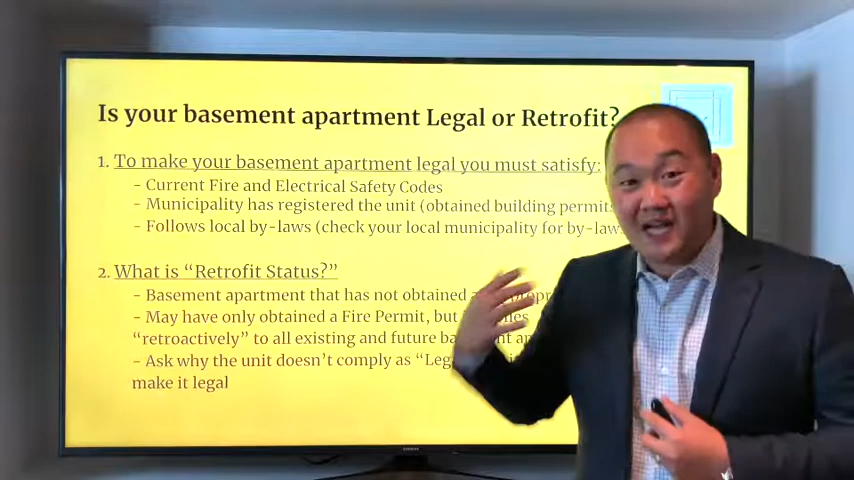 Is your basement apartment Legal or Retrofit?
1. To make your basement apartment legal you must satisfy:
- Current Fire and Electrical Safety Codes
- Municipality has registered the unit (obtained building permits
- Follows local by-laws (check your local municipality for by-law
2. What is “Retrofit Status?”
- Basement apartment that has not obtained
- May have only obtained a Fire Permit, but
“retroactively” to all existing and future
- Ask why the unit doesn’t comply as
make it legal